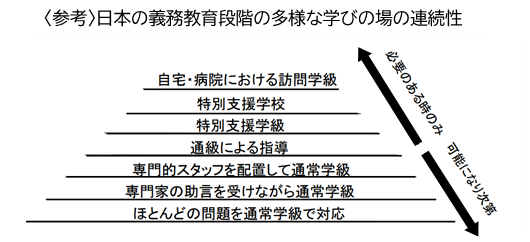 〈参考〉日本の義務教育段階の多様な学びの場の連続性
自宅・病院における訪問学級
特別支援学校
特別支援学級
通級による指導
専門的スタッフを配置して通常学級
専門家の助言を受けながら通常学級
ほとんどの問題を通常学級で対応
必要のある時のみ
可能になり次第